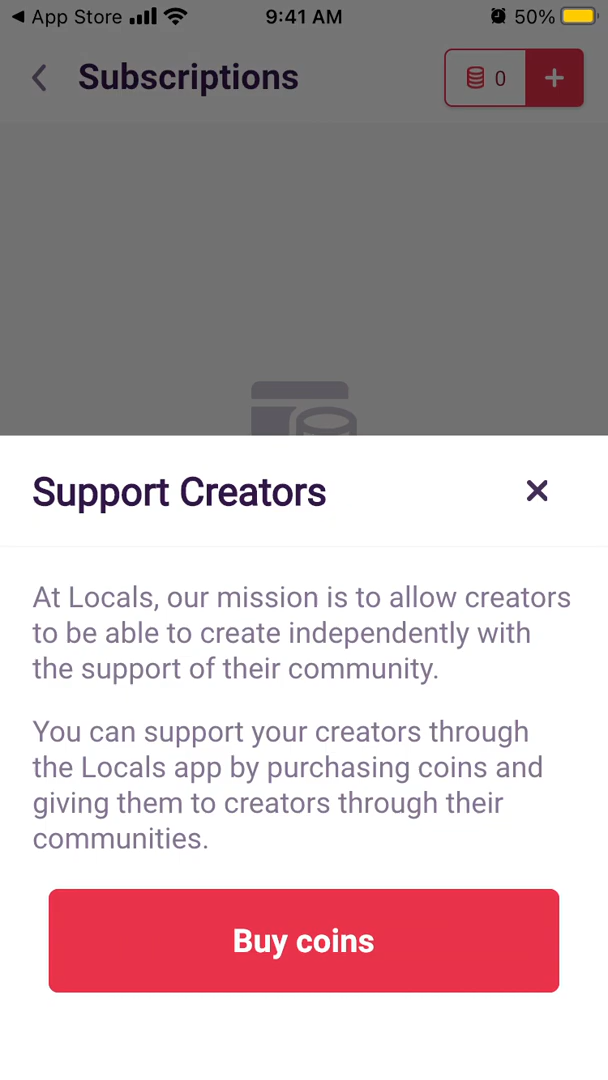 App Store 9:41 AM 50%
Subscriptions 0 +
Support Creators
At Locals, our mission is to allow creators
to be able to create independently with
the support of their community.
You can support your creators through
the Locals app by purchasing coins and
giving them to creators through their
communities.
Buy coins